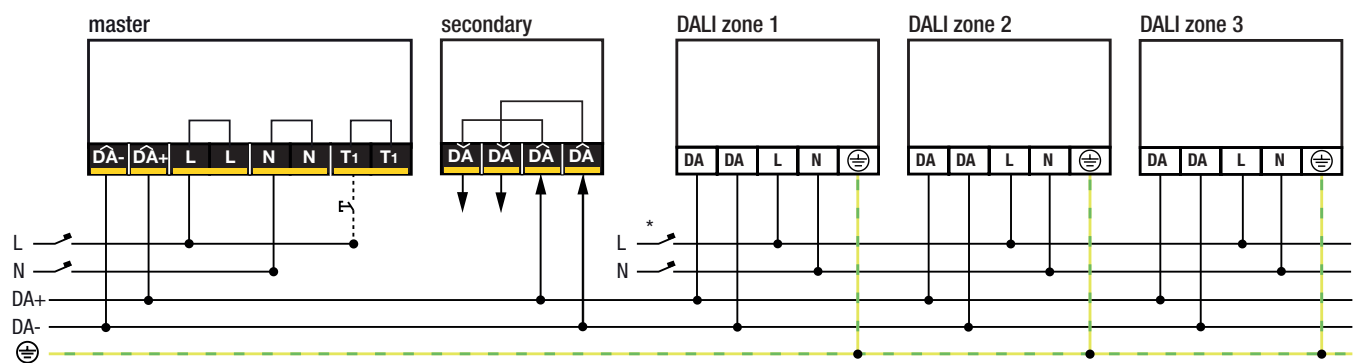 master
secondary
DALI zone 1
DALI zone 2
DALI zone 3
DA- DA+ L L N N T1 T1
DA DA DA DA
DA DA L N
DA DA L N
DA DA L N
*
L
L
N
N
DA+
DA-